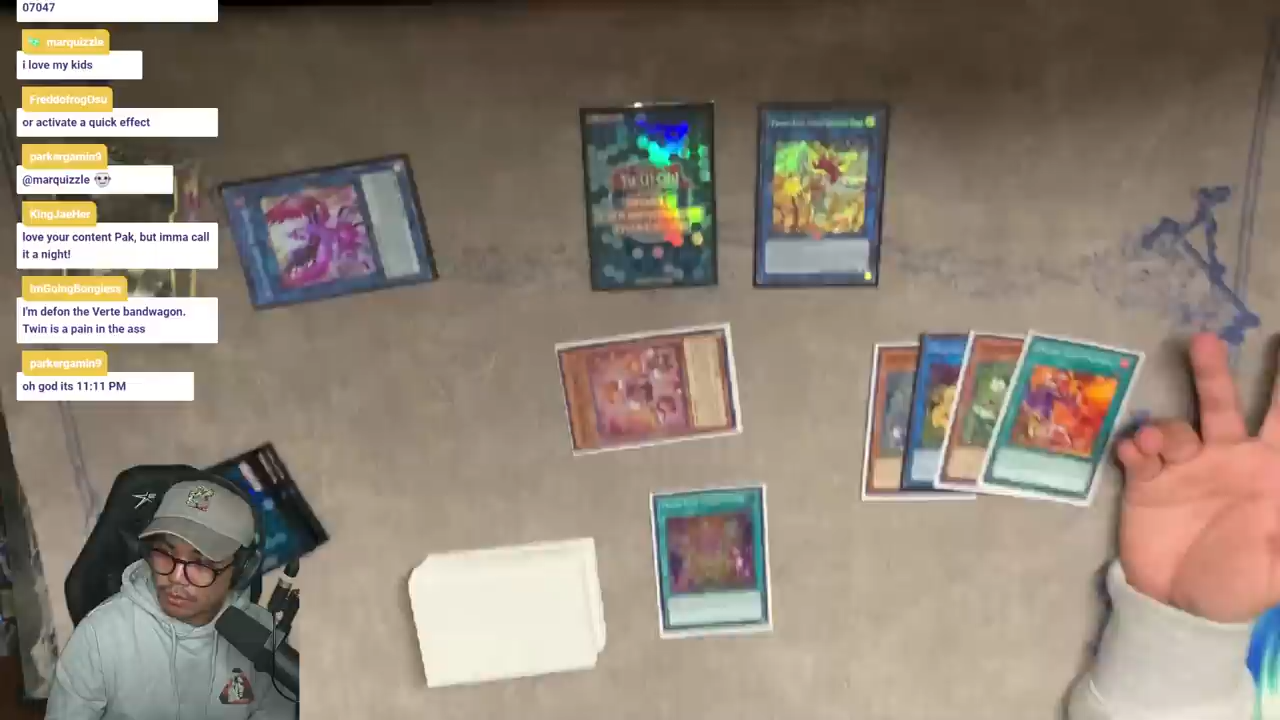 07047
marquizzle
i love my kids
FreddofrogOsu
or activate a quick effect
parkergamin9
@marquizzle
KingJaeHer
love your content Pak, but imma call
it a night!
ImGoingBongless
I'm defon the Verte bandwagon.
Twin is a pain in the ass
parkergamin9
oh god its 11:11 PM